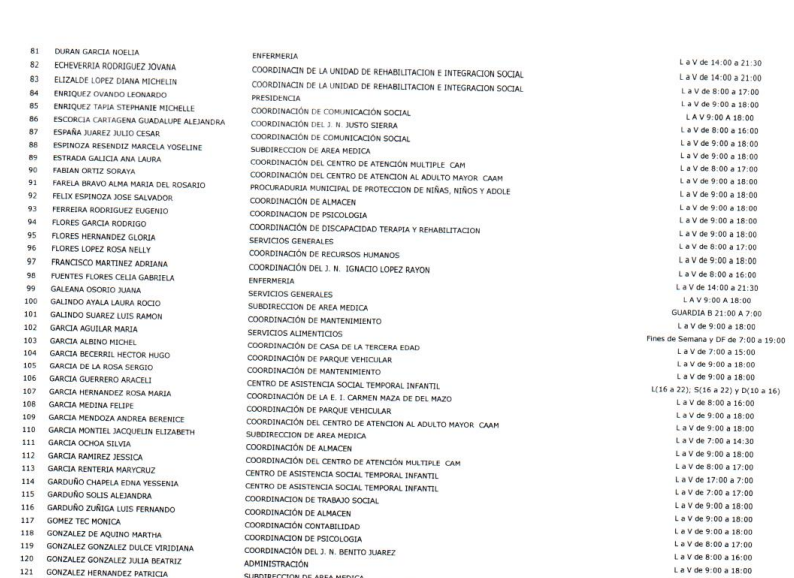 81 DURAN GARCIA NOELIA ENFERMERIA L a V de 14:00 a 21:30
82 ECHEVERRIA RODRIGUEZ JOVANA COORDINACIN DE LA UNIDAD DE REHABILITACION E INTEGRACION SOCIAL L a V de 14:00 a 21:00
83 ELIZALDE LOPEZ DIANA MICHELIN COORDINACIN DE LA UNIDAD DE REHABILITACION E INTEGRACION SOCIAL L a V de 8:00 a 17:00
84 ENRIQUEZ OVANDO LEONARDO PRESIDENCIA L a V de 9:00 a 18:00
85 ENRIQUEZ TAPIA STEPHANIE MICHELLE COORDINACIÓN DE COMUNICACIÓN SOCIAL L A V 9:00 A 18:00
86 ESCORCIA CARTAGENA GUADALUPE ALEJANDRA COORDINACIÓN DEL J. N. JUSTO SIERRA L a V de 8:00 a 16:00
87 ESPAÑA JUAREZ JULIO CESAR COORDINACIÓN DE COMUNICACIÓN SOCIAL L a V de 9:00 a 18:00
88 ESPINOZA RESENDIZ MARCELA YOSELINE SUBDIRECCION DE AREA MEDICA L a V de 9:00 a 18:00
89 ESTRADA GALICIA ANA LAURA COORDINACIÓN DEL CENTRO DE ATENCIÓN MULTIPLE CAM L a V de 8:00 a 17:00
90 FABIAN ORTIZ SORAYA COORDINACIÓN DEL CENTRO DE ATENCION AL ADULTO MAYOR CAAM L a V de 9:00 a 18:00
91 FARELA BRAVO ALMA MARIA DEL ROSARIO PROCURADURIA MUNICIPAL DE PROTECCION DE NIÑAS, NIÑOS Y ADOLE L a V de 9:00 a 18:00
92 FELIX ESPINOZA JOSE SALVADOR COORDINACIÓN DE ALMACEN L a V de 9:00 a 18:00
93 FERREIRA RODRIGUEZ EUGENIO COORDINACION DE PSICOLOGIA L a V de 9:00 a 18:00
94 FLORES GARCIA RODRIGO COORDINACIÓN DE DISCAPACIDAD TERAPIA Y REHABILITACION L a V de 9:00 a 18:00
95 FLORES HERNANDEZ GLORIA SERVICIOS GENERALES L a V de 8:00 a 17:00
96 FLORES LOPEZ ROSA NELLY COORDINACIÓN DE RECURSOS HUMANOS L a V de 9:00 a 18:00
97 FRANCISCO MARTINEZ ADRIANA COORDINACIÓN DEL J. N. IGNACIO LOPEZ RAYON L a V de 8:00 a 16:00
98 FUENTES FLORES CELIA GABRIELA ENFERMERIA L a V de 14:00 a 21:30
99 GALEANA OSORIO JUANA SERVICIOS GENERALES L A V 9:00 A 18:00
100 GALINDO AYALA LAURA ROCIO SUBDIRECCION DE AREA MEDICA GUARDIA B 21:00 A 7:00
101 GALINDO SUAREZ LUIS RAMON COORDINACIÓN DE MANTENIMIENTO L a V de 9:00 a 18:00
102 GARCIA AGUILAR MARIA SERVICIOS ALIMENTICIOS Fines de Semana y DF de 7:00 a 19:00
103 GARCIA ALBINO MICHEL COORDINACIÓN DE CASA DE LA TERCERA EDAD L a V de 7:00 a 15:00
104 GARCIA BECERRIL HECTOR HUGO COORDINACIÓN DE PARQUE VEHICULAR L a V de 9:00 a 18:00
105 GARCIA DE LA ROSA SERGIO COORDINACIÓN DE MANTENIMIENTO L a V de 9:00 a 18:00
106 GARCIA GUERRERO ARACELI CENTRO DE ASISTENCIA SOCIAL TEMPORAL INFANTIL L(16 a 22); S(16 a 22) y D(10 a 16)
107 GARCIA HERNANDEZ ROSA MARIA COORDINACIÓN DE LA E. I. CARMEN MAZA DE DEL MAZO L a V de 8:00 a 16:00
108 GARCIA MEDINA FELIPE COORDINACIÓN DE PARQUE VEHICULAR L a V de 9:00 a 18:00
109 GARCIA MENDOZA ANDREA BERENICE COORDINACIÓN DEL CENTRO DE ATENCION AL ADULTO MAYOR CAAM L a V de 9:00 a 18:00
110 GARCIA MONTIEL JACQUELIN ELIZABETH SUBDIRECCION DE AREA MEDICA L a V de 7:00 a 14:30
111 GARCIA OCHOA SILVIA COORDINACIÓN DE ALMACEN L a V de 9:00 a 18:00
112 GARCIA RAMIREZ JESSICA COORDINACIÓN DEL CENTRO DE ATENCIÓN MULTIPLE CAM L a V de 8:00 a 17:00
113 GARCIA RENTERIA MARYCRUZ CENTRO DE ASISTENCIA SOCIAL TEMPORAL INFANTIL L a V de 17:00 a 7:00
114 GARDUÑO CHAPELA EDNA YESSENIA CENTRO DE ASISTENCIA SOCIAL TEMPORAL INFANTIL L a V de 7:00 a 17:00
115 GARDUÑO SOLIS ALEJANDRA COORDINACION DE TRABAJO SOCIAL L a V de 9:00 a 18:00
116 GARDUÑO ZUÑIGA LUIS FERNANDO COORDINACIÓN DE ALMACEN L a V de 9:00 a 18:00
117 GOMEZ TEC MONICA COORDINACIÓN CONTABILIDAD L a V de 9:00 a 18:00
118 GONZALEZ DE AQUINO MARTHA COORDINACION DE PSICOLOGIA L a V de 8:00 a 17:00
119 GONZALEZ GONZALEZ DULCE VIRIDIANA COORDINACIÓN DEL J. N. BENITO JUAREZ L a V de 8:00 a 16:00
120 GONZALEZ GONZALEZ JULIA BEATRIZ ADMINISTRACIÓN L a V de 9:00 a 18:00
121 GONZALEZ HERNANDEZ PATRICIA SUBDIRECCION DE AREA MEDICA